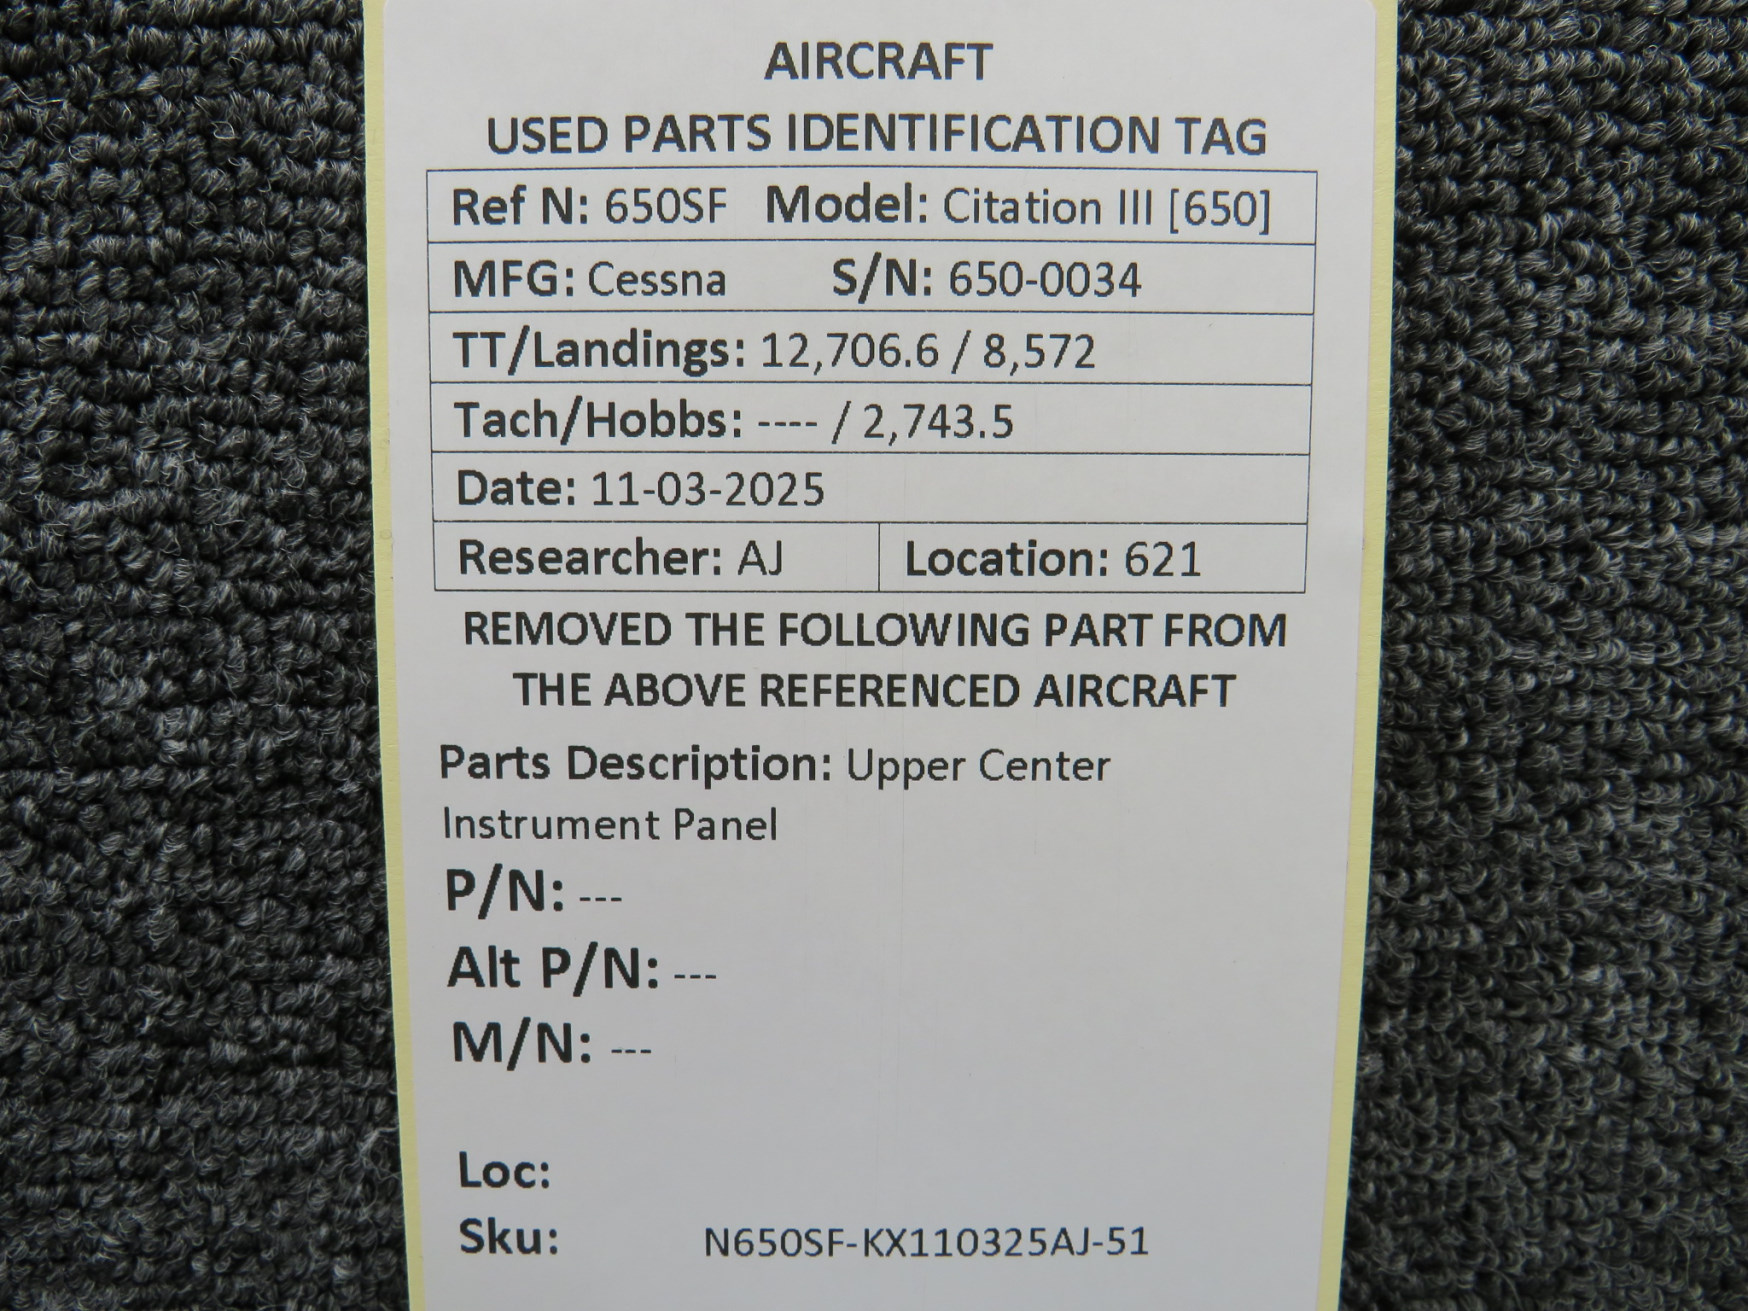 AIRCRAFT
USED PARTS IDENTIFICATION TAG
Ref N: 650SF Model: Citation III [650]
MFG: Cessna S/N: 650-0034
TT/Landings: 12,706.6 / 8,572
Tach/Hobbs: ---- / 2,743.5
Date: 11-03-2025
Researcher: AJ Location: 621
REMOVED THE FOLLOWING PART FROM
THE ABOVE REFERENCED AIRCRAFT
Parts Description: Upper Center
Instrument Panel
P/N: ---
Alt P/N: ---
M/N: ---
Loc:
Sku: N650SF-KX110325AJ-51